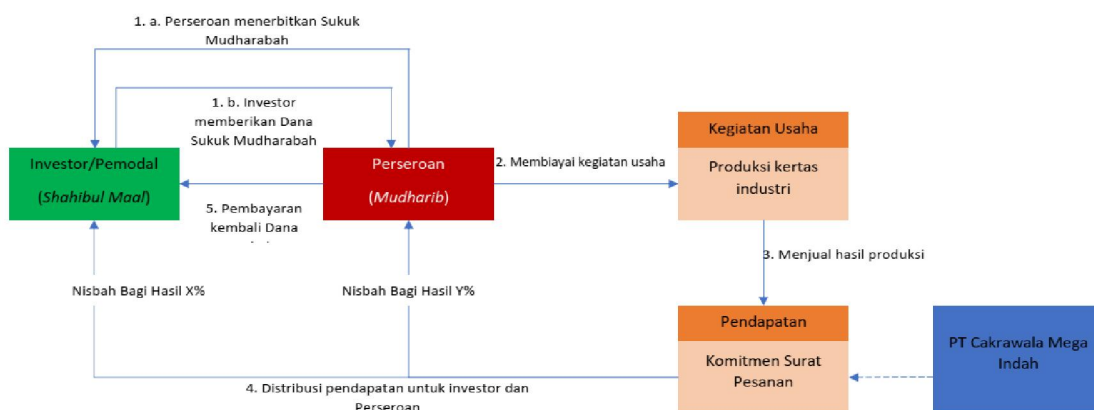 1. a. Perseroan menerbitkan Sukuk
Mudharabah
1. b. Investor
memberikan Dana
Sukuk Mudharabah
Investor/Pemodal
(Shahibul Maal)
Perseroan
(Mudharib)
2. Membiayai kegiatan usaha
Kegiatan Usaha
Produksi kertas
industri
5. Pembayaran
kembali Dana
3. Menjual hasil produksi
Nisbah Bagi Hasil X%
Nisbah Bagi Hasil Y%
Pendapatan
Komitmen Surat
Pesanan
PT Cakrawala Mega
Indah
4. Distribusi pendapatan untuk investor dan
Perseroan